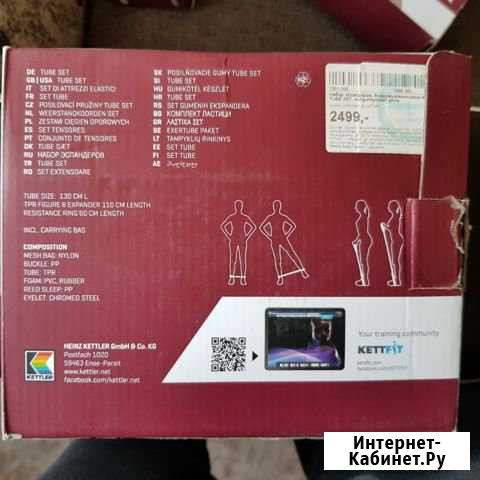 DE TUBE SET
GB | USA TUBE SET
IT SET DI ATTREZZI ELASTICI
FR SET TUBE
CZ POSILOVACÍ PRUŽINY TUBE SET
NL WEERSTANDKOORDEN SET
PL ZESTAW CIĘGIEN OPOROWYCH
ES SET TENSORES
PT CONJUNTO DE TENSORES
DK TUBE SÆT
RU НАБОР ЭСПАНДЕРОВ
TR TUBE SET
RO SET EXTENSOARE
SK POSILŇOVACIE GUMY TUBE SET
SI TUBE SET
HU GUMIKÖTÉL KÉSZLET
HR TUBE SET
RS SET GUMENIH EKSPANDERA
BG КОМПЛЕКТ ЛАСТИЦИ
GR ΛΑΣΤΙΧΑ ΣΕΤ
SE EXERTUBE PAKET
LT TAMPYKLIŲ RINKINYS
EE SET TUBE
FI SET TUBE
AE
2499,-
TUBE SIZE: 130 CM L
TPR FIGURE 8 EXPANDER 110 CM LENGTH
RESISTANCE RING 60 CM LENGTH
INCL. CARRYING BAG
COMPOSITION
MESH BAG: NYLON
BUCKLE: PP
TUBE: TPR
FOAM: PVC, RUBBER
REED SLEEP: PP
EYELET: CHROMED STEEL
KETTLER
HEINZ KETTLER GmbH & Co. KG
Postfach 1020
59463 Ense-Parsit
www.kettler.net
facebook.com/kettler.net
Your training community
KETTFIT
Интернет-
Кабинет.Ру